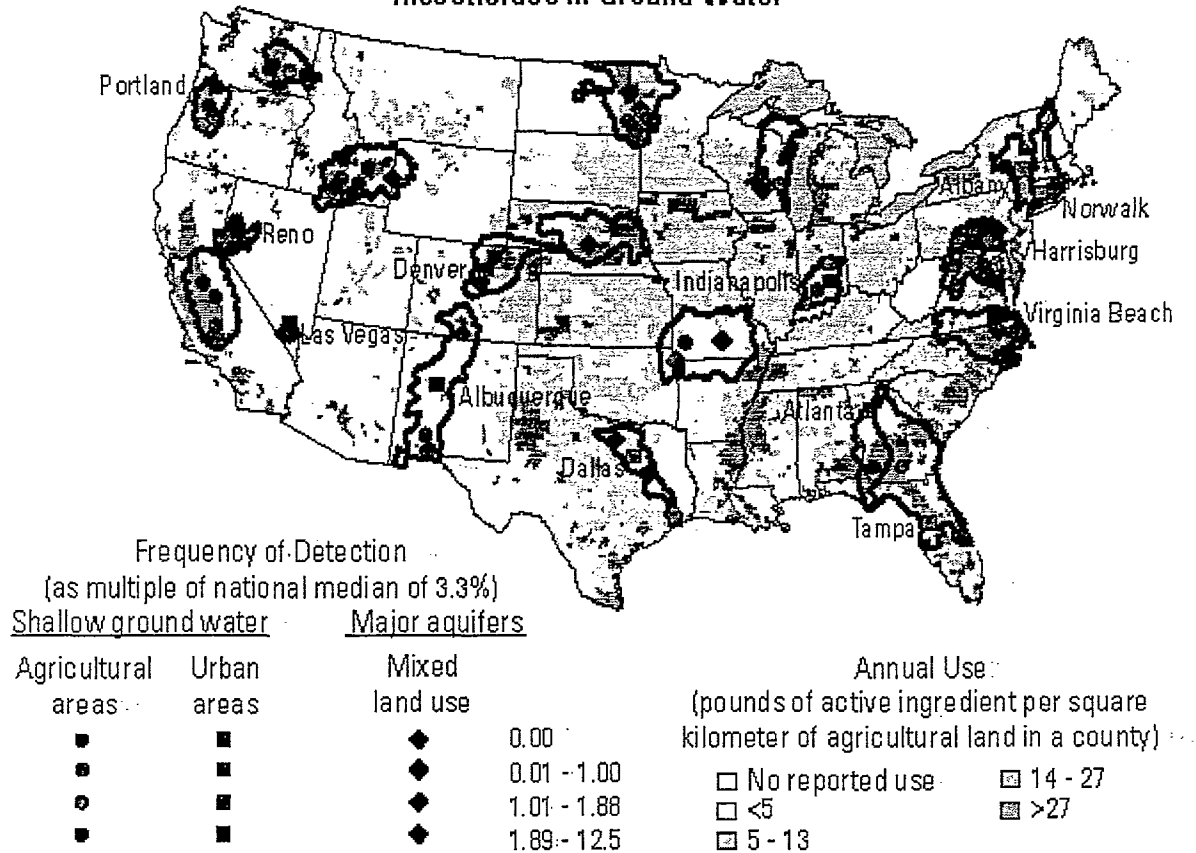 in Ground Water
Portland
Reno
Denver
Las Vegas
Albuquerque
Dallas
Indianapolis
Atlanta
Tampa
Albany
Norwalk
Harrisburg
Virginia Beach
Frequency of Detection
(as multiple of national median of 3.3%)
Shallow ground water Major aquifers
Agricultural Urban Mixed
areas areas land use
0.00
0.01 - 1.00
1.01 - 1.88
1.89 - 12.5
Annual Use
(pounds of active ingredient per square
kilometer of agricultural land in a county)
No reported use 14 - 27
<5 >27
5 - 13